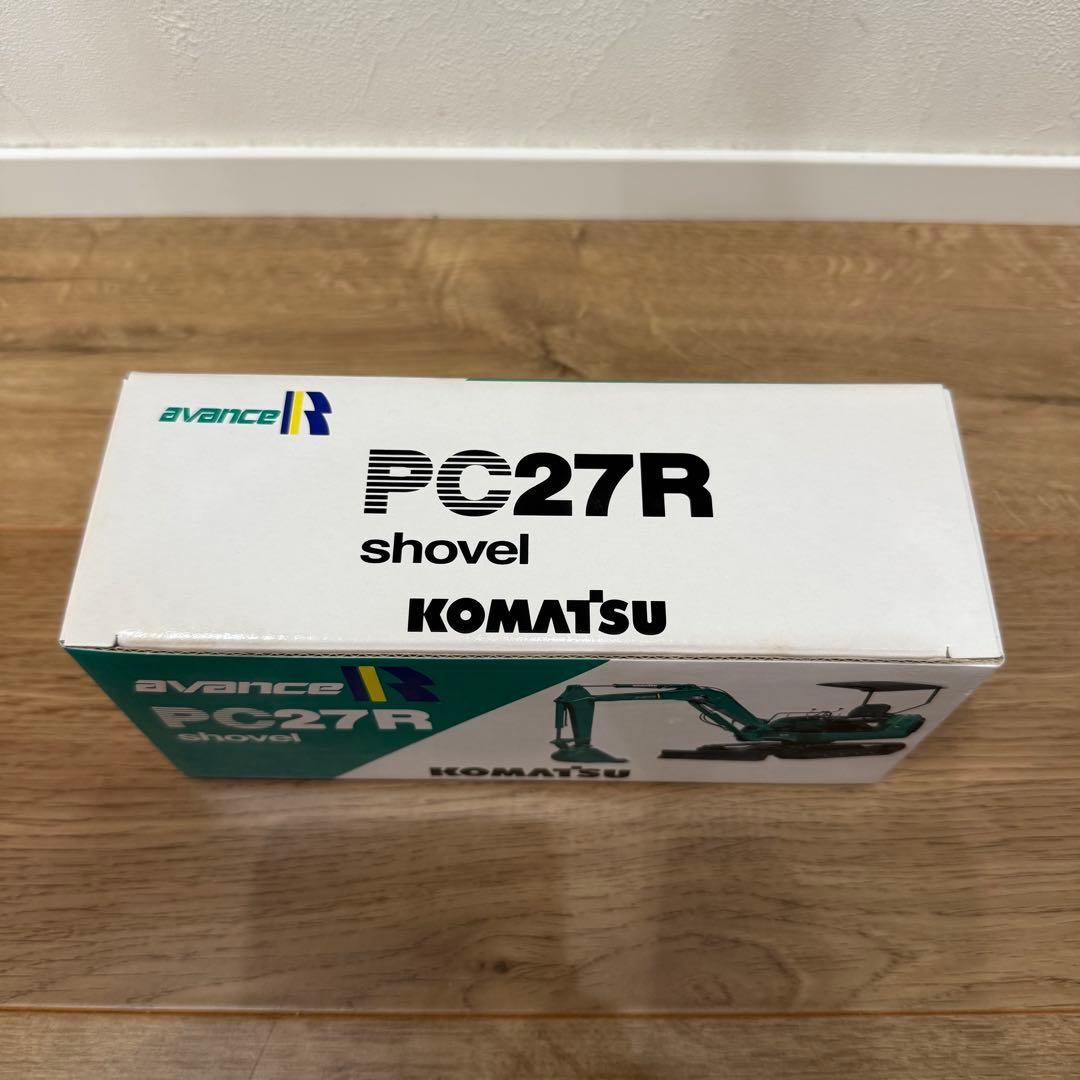 avance R
PC27R
shovel
KOMATSU
avance R
PC27R
shovel
KOMATSU